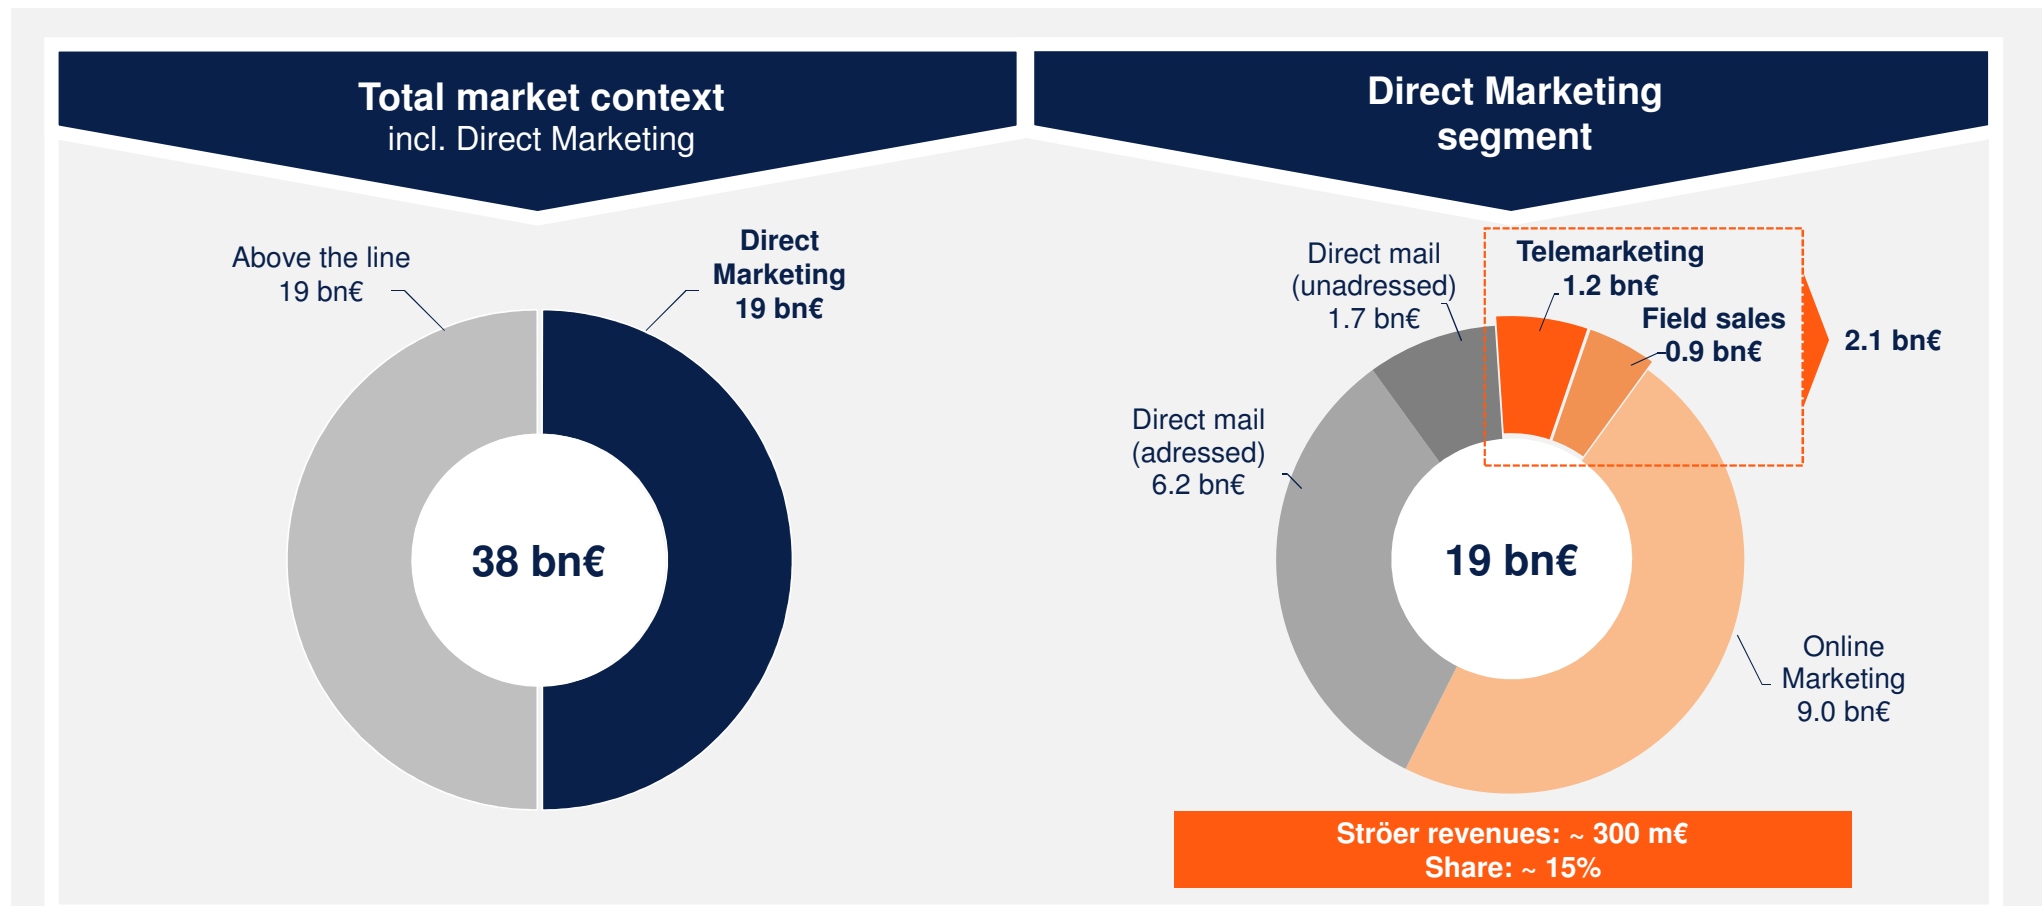 Total market context
incl. Direct Marketing
Above the line
19 bn€
Direct
Marketing
19 bn€
38 bn€
Direct Marketing
segment
Direct mail
(unadressed)
1.7 bn€
Telemarketing
1.2 bn€
Field sales
0.9 bn€
2.1 bn€
Direct mail
(adressed)
6.2 bn€
19 bn€
Online
Marketing
9.0 bn€
Ströer revenues: ~ 300 m€
Share: ~ 15%